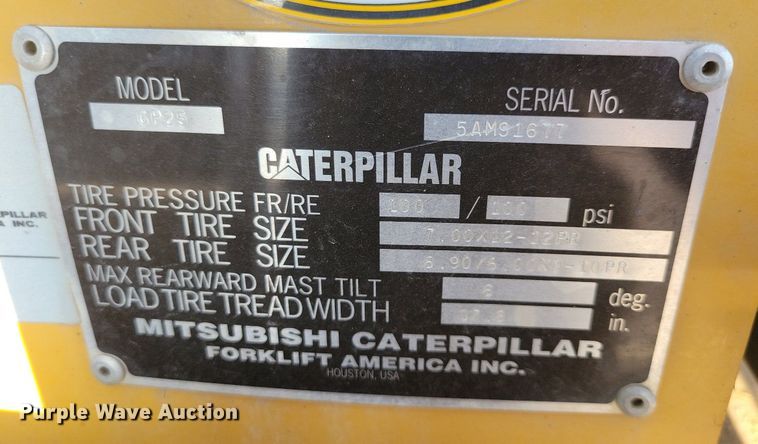 MODEL
GP25
SERIAL No.
5AM91677
CATERPILLAR
TIRE PRESSURE FR/RE 100 / 100 psi
FRONT TIRE SIZE 7.00X12-12PR
REAR TIRE SIZE
MAX REARWARD MAST TILT 6 deg.
LOAD TIRE TREAD WIDTH in.
MITSUBISHI CATERPILLAR
FORKLIFT AMERICA INC.
HOUSTON, USA
RPILLAR
A INC.
Purple Wave Auction